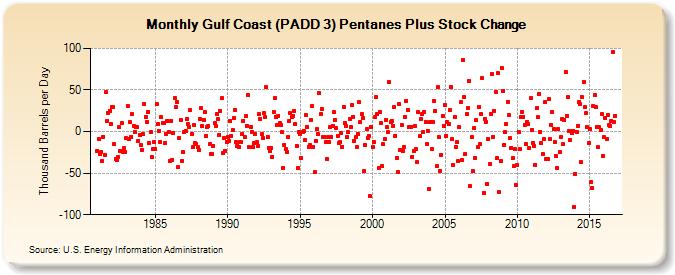 Monthly Gulf Coast (PADD 3) Pentanes Plus Stock Change
Thousand Barrels per Day
100
50
0
-50
-100
1985 1990 1995 2000 2005 2010 2015
Source: U.S. Energy Information Administration